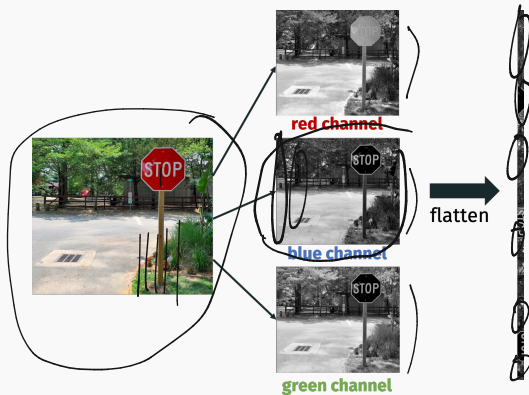 STOP
STOP
red channel
STOP
blue channel
flatten
STOP
green channel